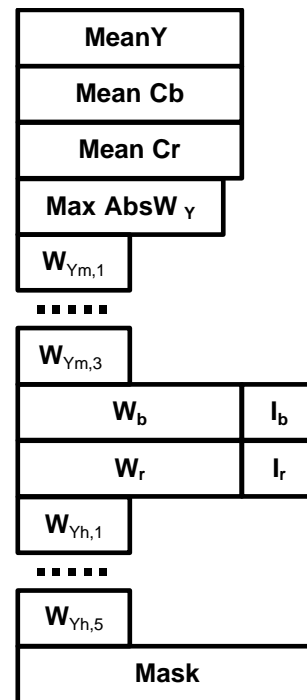 MeanY
Mean Cb
Mean Cr
Max AbsW Y
WYm,1
.....
WYm,3
Wb Ib
Wr Ir
WYh,1
.....
WYh,5
Mask